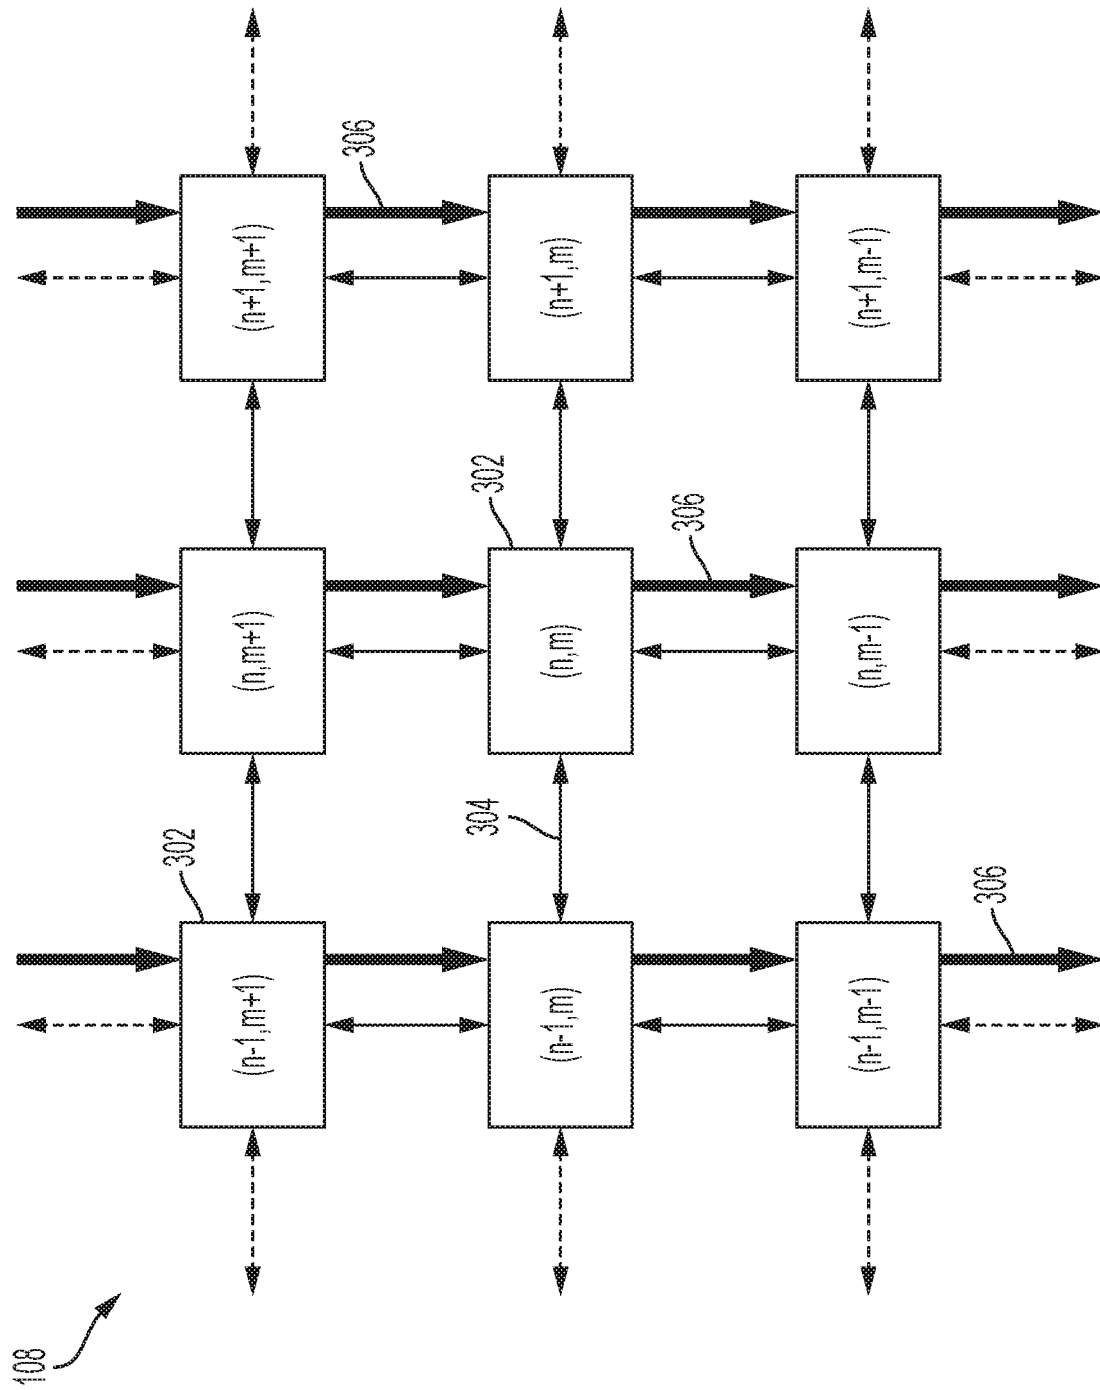 108
302
(n-1,m+1)
(n,m+1)
(n+1,m+1)
306
304
302
(n-1,m)
(n,m)
(n+1,m)
306
(n-1,m-1)
(n,m-1)
(n+1,m-1)
306